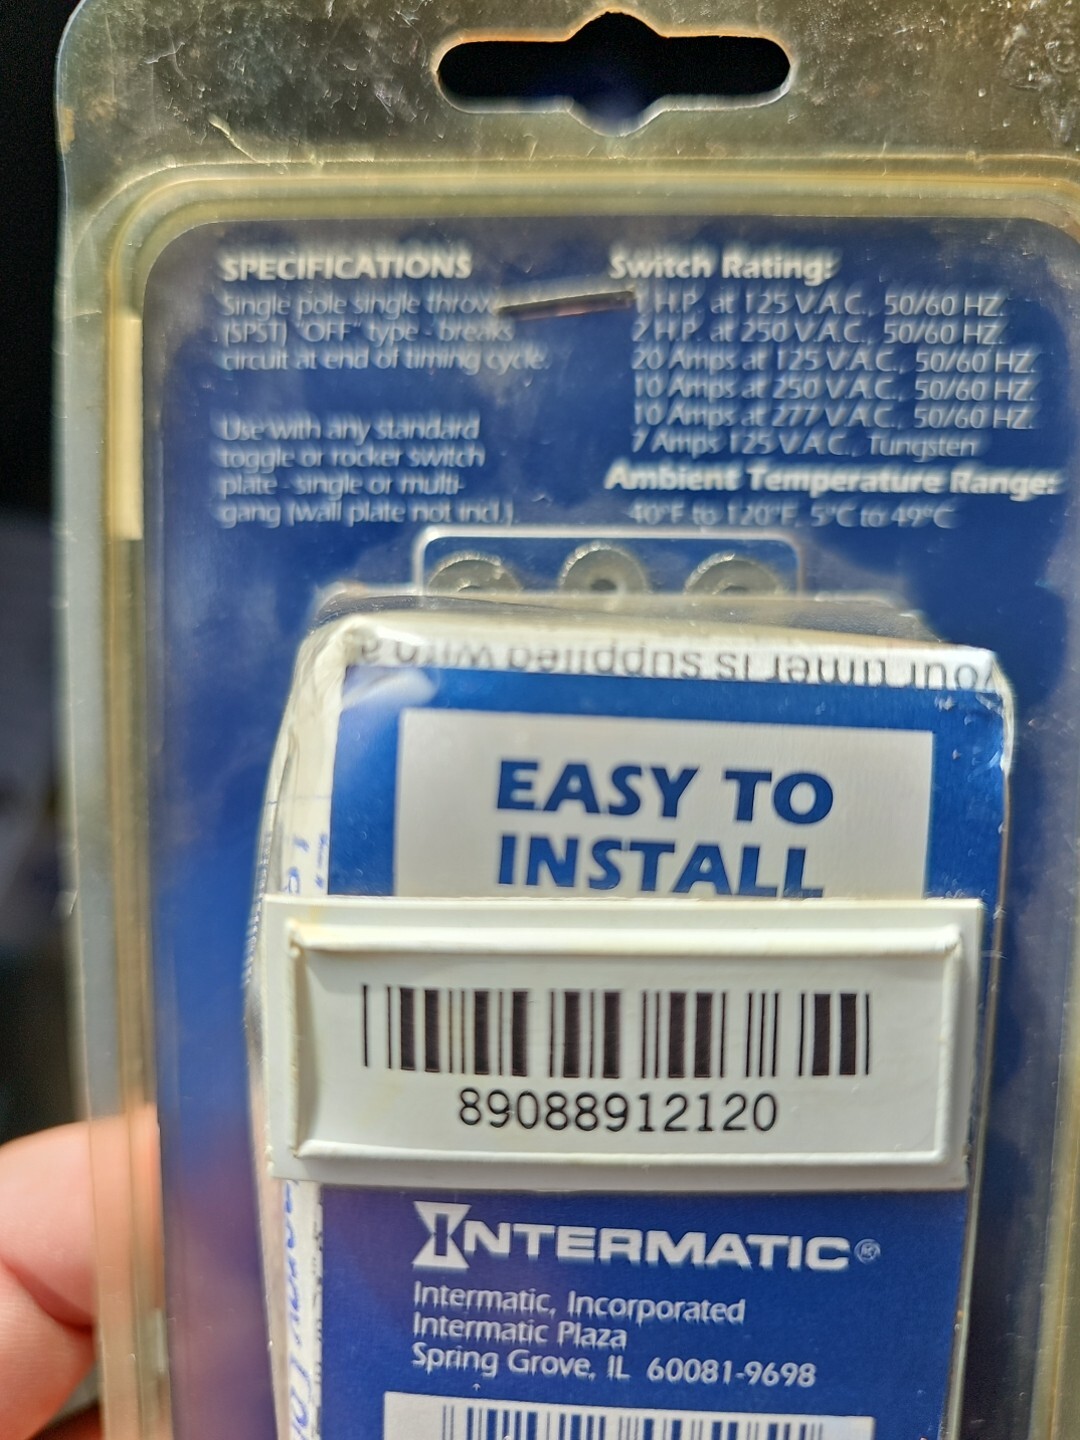 SPECIFICATIONS
Single pole single throw
(SPST) "OFF" type - breaks
circuit at end of timing cycle.
Use with any standard
toggle or rocker switch
plate - single or multi-
gang (wall plate not incl.).
Switch Rating:
1 H.P. at 125 V.A.C., 50/60 HZ.
2 H.P. at 250 V.A.C., 50/60 HZ.
20 Amps at 125 V.A.C., 50/60 HZ.
10 Amps at 250 V.A.C., 50/60 HZ.
10 Amps at 277 V.A.C., 50/60 HZ.
7 Amps 125 V.A.C., Tungsten
Ambient Temperature Range:
40°F to 120°F, 5°C to 49°C
your timer is supplied with a
EASY TO
INSTALL
89088912120
INTERMATIC®
Intermatic, Incorporated
Intermatic Plaza
Spring Grove, IL 60081-9698